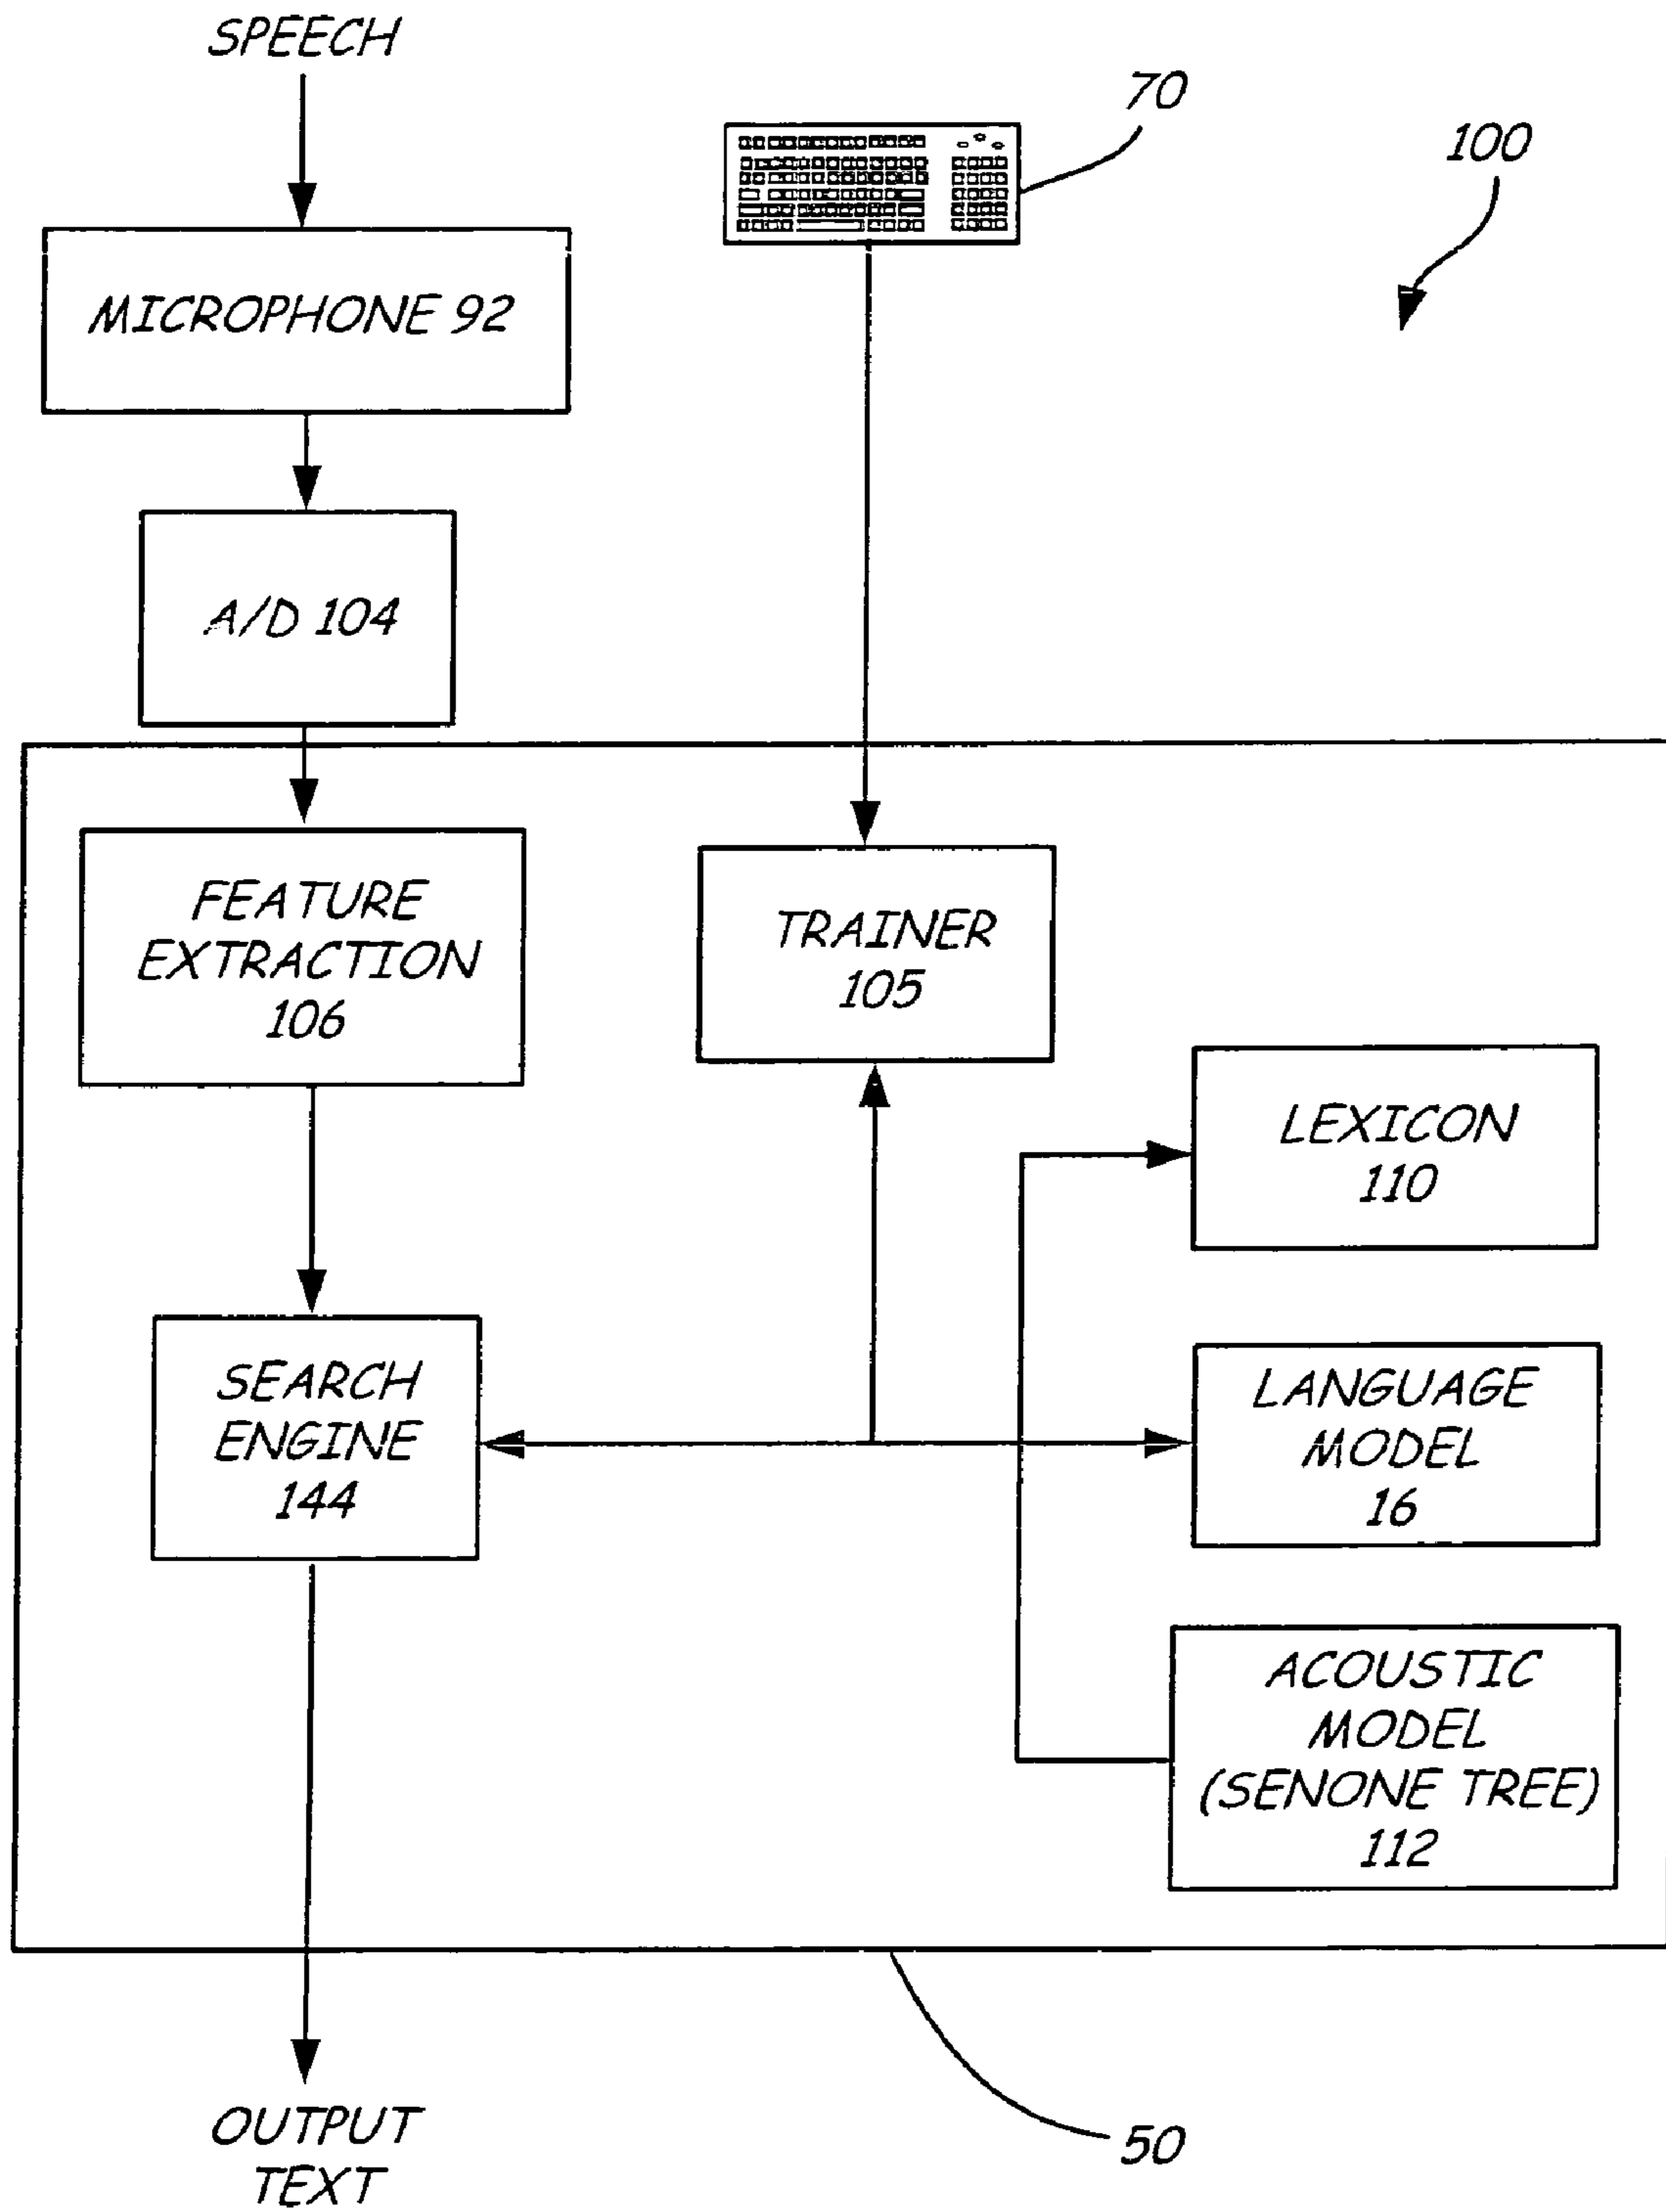 SPEECH
70
100
MICROPHONE 92
A/D 104
FEATURE
EXTRACTION
106
TRAINER
105
LEXICON
110
SEARCH
ENGINE
144
LANGUAGE
MODEL
16
ACOUSTIC
MODEL
(SENONE TREE)
112
50
OUTPUT
TEXT